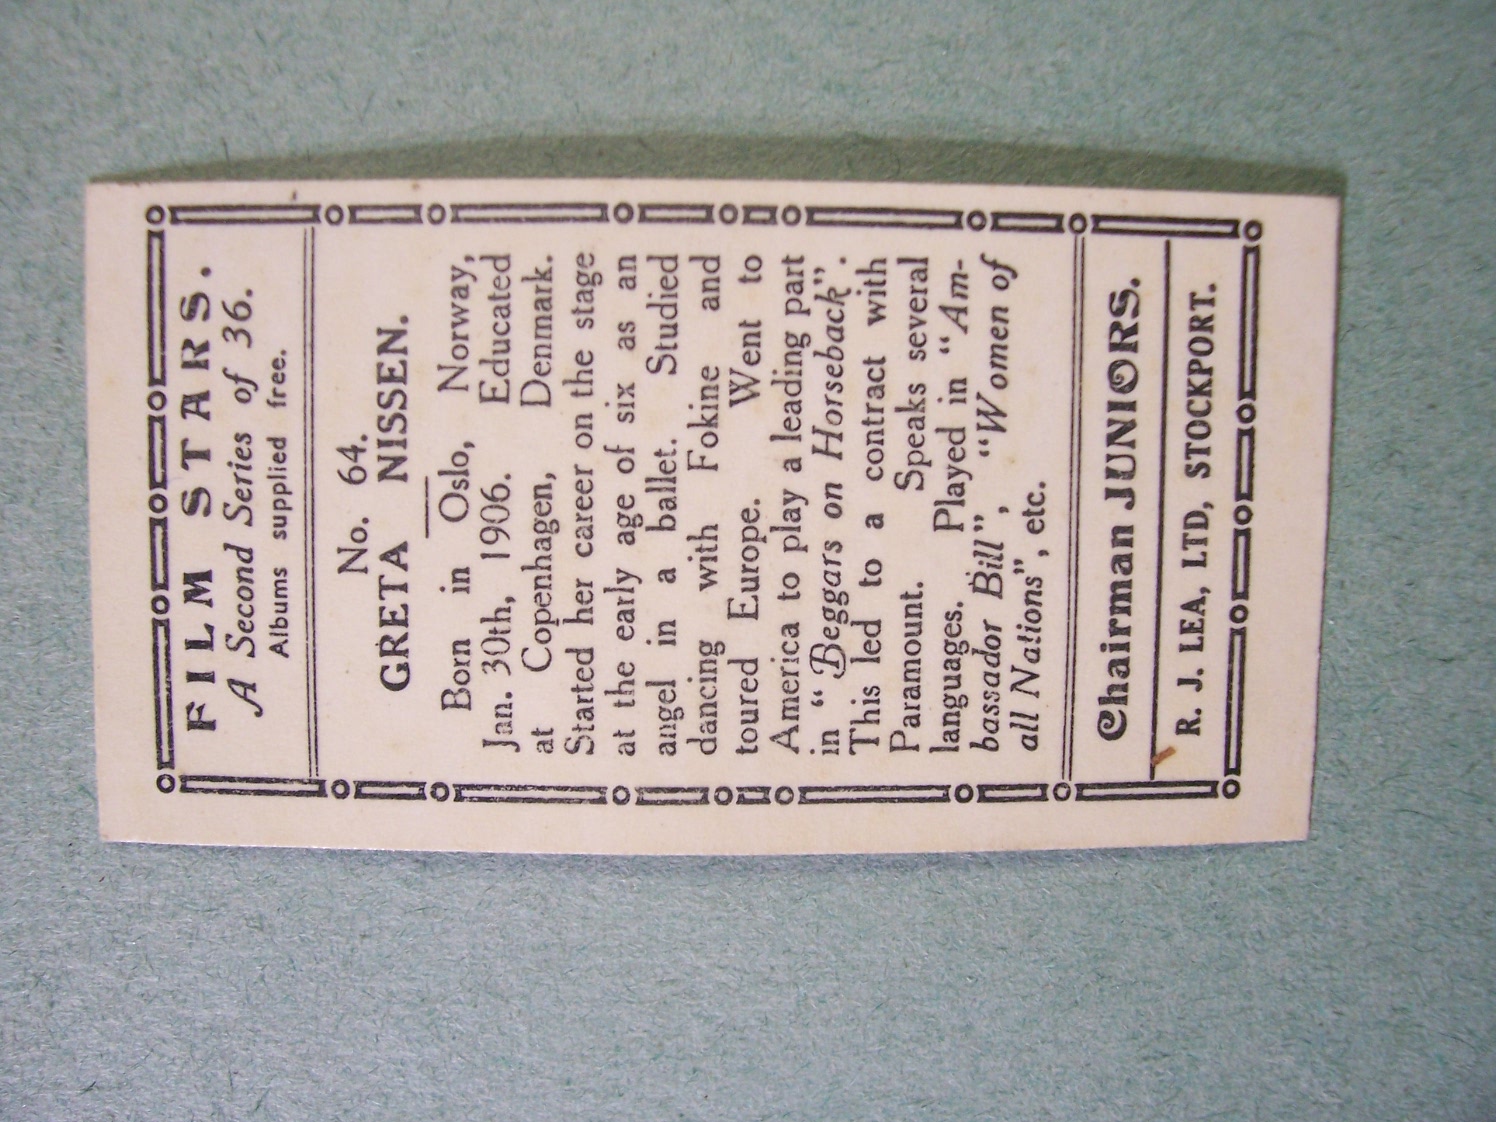 FILM STARS.
A Second Series of 36.
Albums supplied free.
No. 64.
GRETA NISSEN.
Born in Oslo, Norway,
Jan. 30th, 1906. Educated
at Copenhagen, Denmark.
Started her career on the stage
at the early age of six as an
angel in a ballet. Studied
dancing with Fokine and
toured Europe. Went to
America to play a leading part
in "Beggars on Horseback".
This led to a contract with
Paramount. Speaks several
languages. Played in "Am-
bassador Bill", "Women of
all Nations", etc.
Chairman JUNIORS.
R. J. LEA, LTD, STOCKPORT.